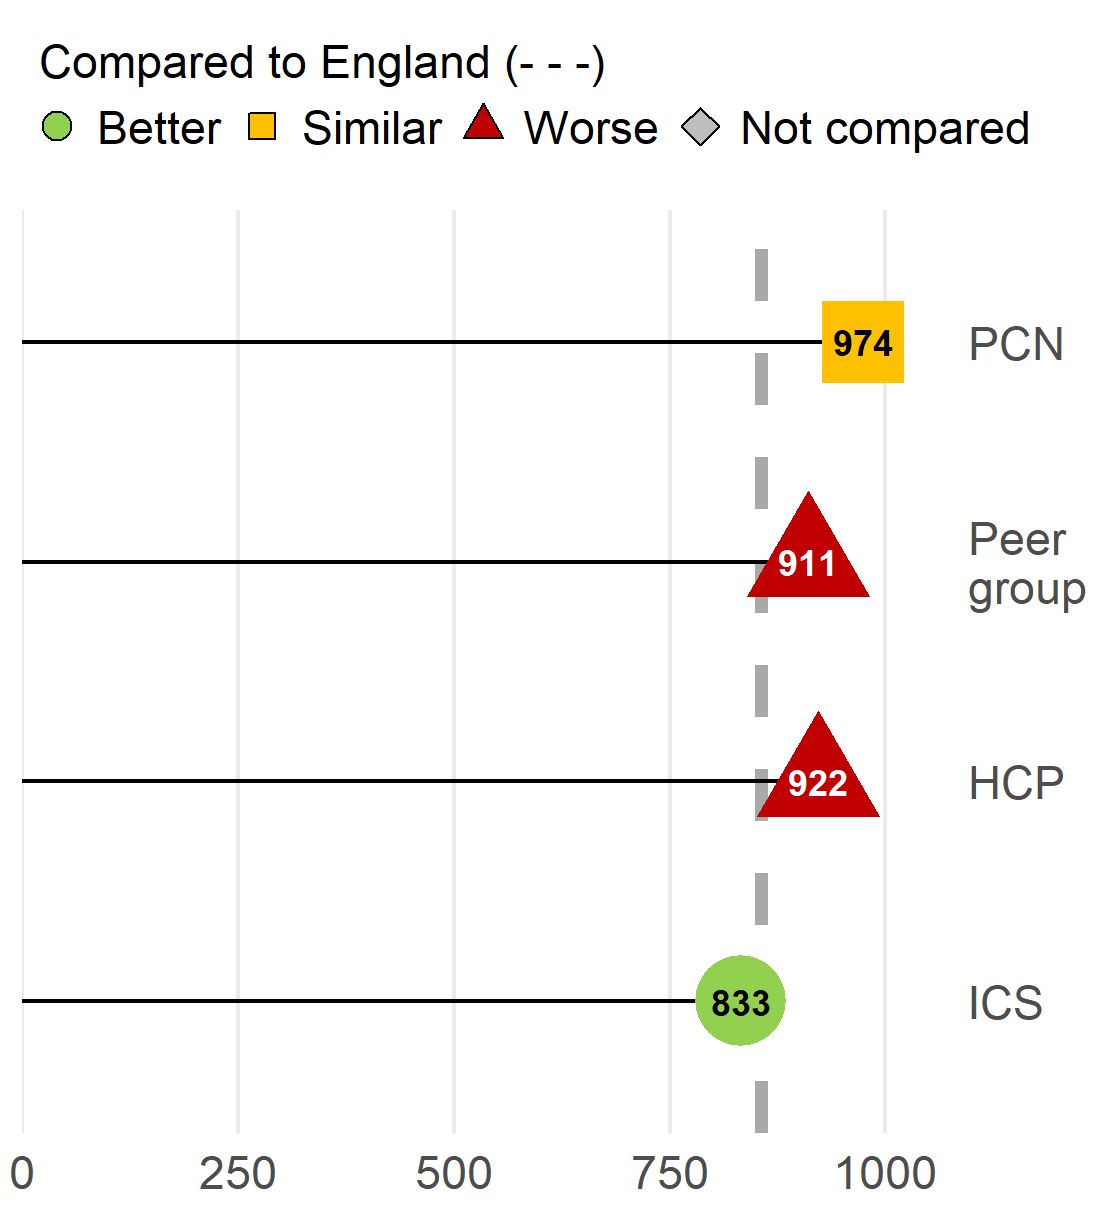 Compared to England (- - -)
Better Similar Worse Not compared
974 PCN
911 Peer
group
922 HCP
833 ICS
0 250 500 750 1000